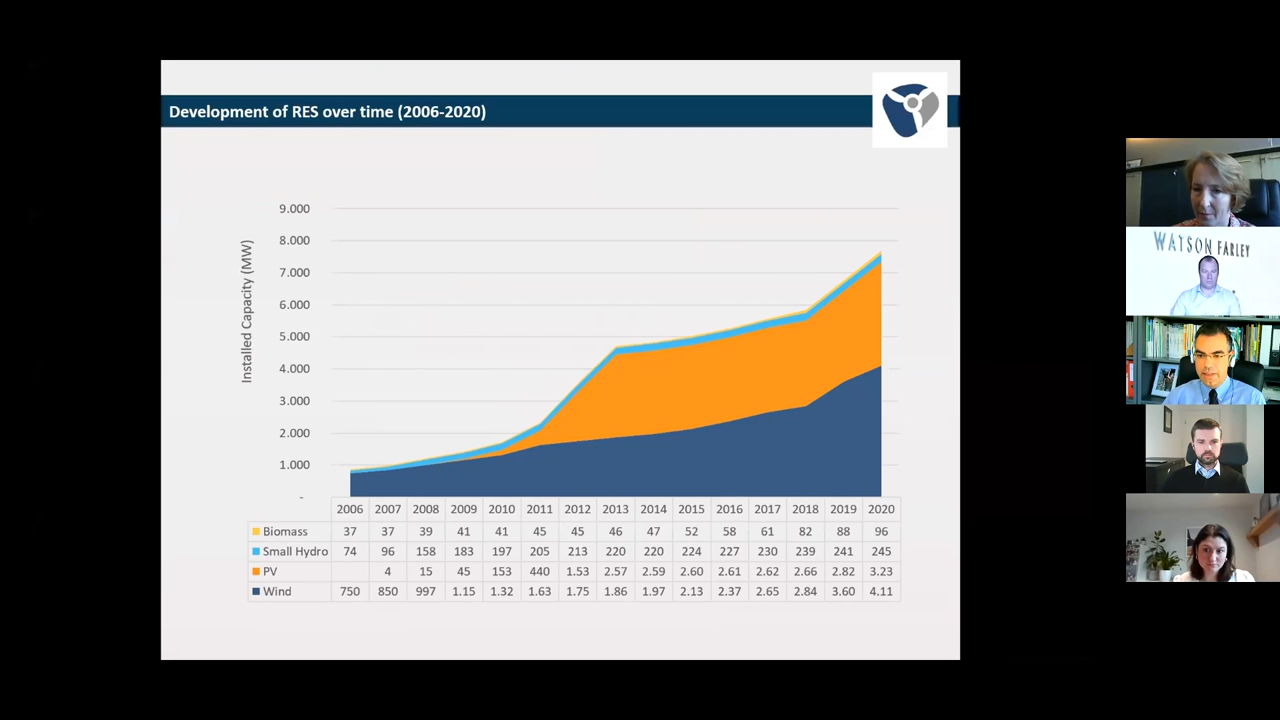 Development of RES over time (2006-2020)
Installed Capacity (MW)
9.000
8.000
7.000
6.000
5.000
4.000
3.000
2.000
1.000
-
2006 2007 2008 2009 2010 2011 2012 2013 2014 2015 2016 2017 2018 2019 2020
Biomass 37 37 39 41 41 45 45 46 47 52 58 61 82 88 96
Small Hydro 74 96 158 183 197 205 213 220 220 224 227 230 239 241 245
PV 4 15 45 153 440 1.53 2.57 2.59 2.60 2.61 2.62 2.66 2.82 3.23
Wind 750 850 997 1.15 1.32 1.63 1.75 1.86 1.97 2.13 2.37 2.65 2.84 3.60 4.11
WATSON FARLEY